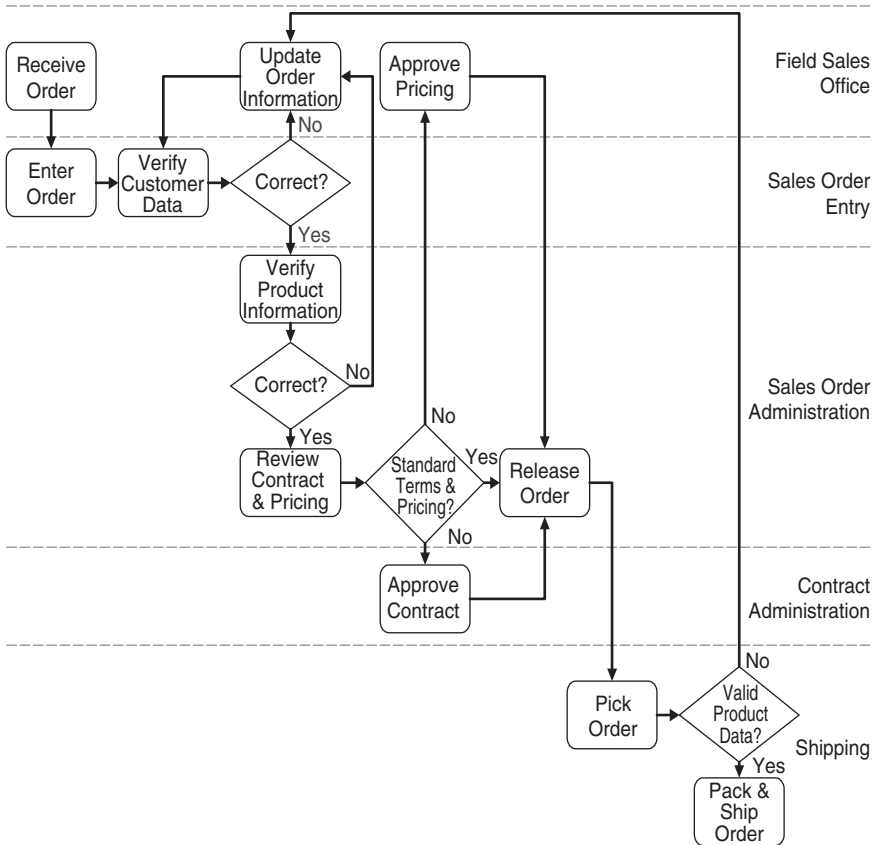 Receive
Order
Update
Order
Information
Approve
Pricing
Field Sales
Office
No
Enter
Order
Verify
Customer
Data
Correct?
Sales Order
Entry
Yes
Verify
Product
Information
Correct?
No
Sales Order
Administration
Yes
No
Review
Contract
& Pricing
Standard
Terms &
Pricing?
Yes
Release
Order
No
Approve
Contract
Contract
Administration
No
Pick
Order
Valid
Product
Data?
Shipping
Yes
Pack &
Ship
Order